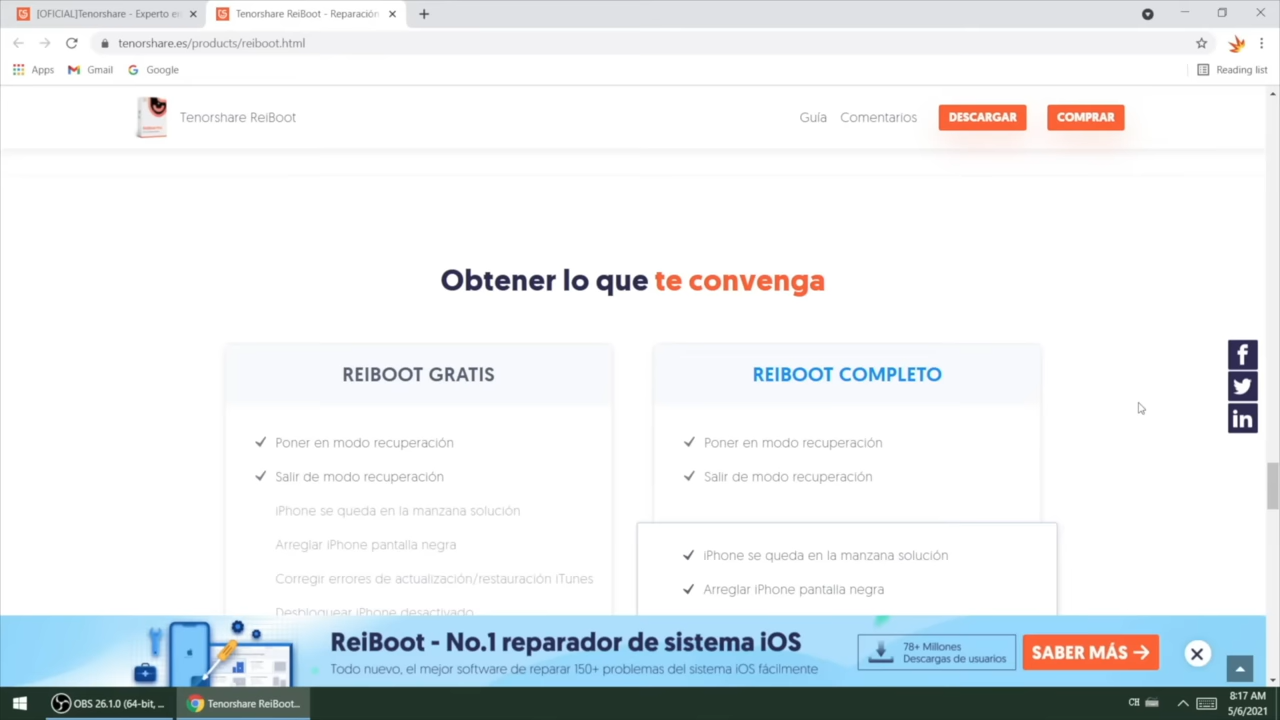 [OFICIAL]Tenorshare - Experto en
Tenorshare ReiBoot - Reparación
tenorshare.es/products/reiboot.html
Apps
Gmail
Google
Reading list
Tenorshare ReiBoot
Guía
Comentarios
DESCARGAR
COMPRAR
Obtener lo que te convenga
REIBOOT GRATIS
Poner en modo recuperación
Salir de modo recuperación
iPhone se queda en la manzana solución
Arreglar iPhone pantalla negra
Corregir errores de actualización/restauración iTunes
Desbloquear iPhone desactivado
REIBOOT COMPLETO
Poner en modo recuperación
Salir de modo recuperación
iPhone se queda en la manzana solución
Arreglar iPhone pantalla negra
ReiBoot - No.1 reparador de sistema iOS
Todo nuevo, el mejor software de reparar 150+ problemas del sistema iOS fácilmente
78+ Millones
Descargas de usuarios
SABER MÁS →
OBS 26.1.0 (64-bit, ...
Tenorshare ReiBoot...
CH
8:17 AM
5/6/2021